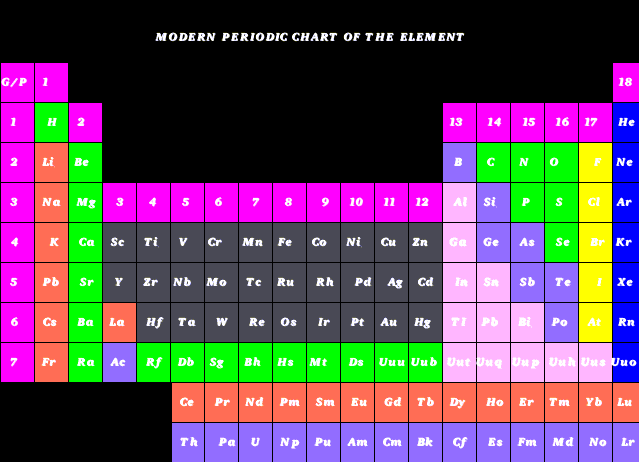 MODERN PERIODIC CHART OF THE ELEMENT
G/P 1 18
1 H 2 13 14 15 16 17 He
2 Li Be B C N O F Ne
3 Na Mg 3 4 5 6 7 8 9 10 11 12 Al Si P S Cl Ar
4 K Ca Sc Ti V Cr Mn Fe Co Ni Cu Zn Ga Ge As Se Br Kr
5 Pb Sr Y Zr Nb Mo Tc Ru Rh Pd Ag Cd In Sn Sb Te I Xe
6 Cs Ba La Hf Ta W Re Os Ir Pt Au Hg Tl Pb Bi Po At Rn
7 Fr Ra Ac Rf Db Sg Bh Hs Mt Ds Uuu Uub Uut Uuq Uup Uuh Uus Uuo
Ce Pr Nd Pm Sm Eu Gd Tb Dy Ho Er Tm Yb Lu
Th Pa U Np Pu Am Cm Bk Cf Es Fm Md No Lr